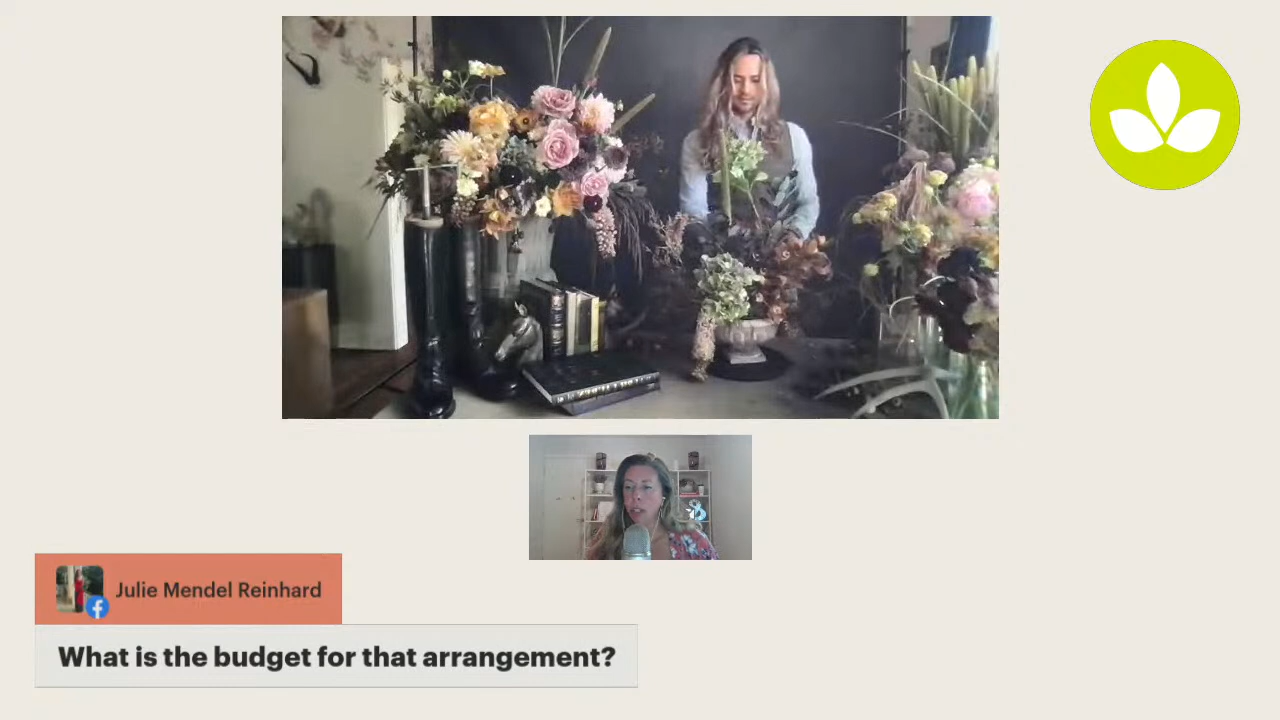 Julie Mendel Reinhard
What is the budget for that arrangement?